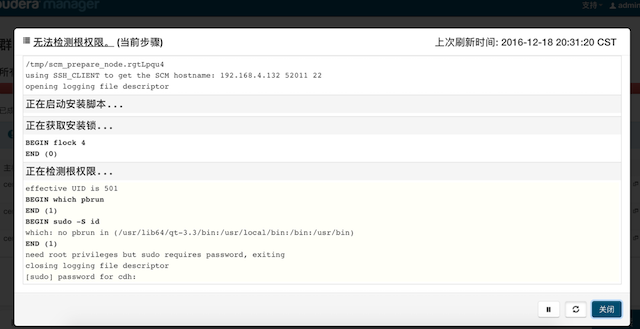 cloudera manager
支持
admin
群
无法检测根权限。 (当前步骤)
上次刷新时间: 2016-12-18 20:31:20 CST
/tmp/scm_prepare_node.rgtLpqu4
using SSH_CLIENT to get the SCM hostname: 192.168.4.132 52011 22
opening logging file descriptor
正在启动安装脚本...
正在获取安装锁...
BEGIN flock 4
END (0)
正在检测根权限...
effective UID is 501
BEGIN which pbrun
END (1)
BEGIN sudo -S id
which: no pbrun in (/usr/lib64/qt-3.3/bin:/usr/local/bin:/bin:/usr/bin)
END (1)
need root privileges but sudo requires password, exiting
closing logging file descriptor
[sudo] password for cdh:
关闭